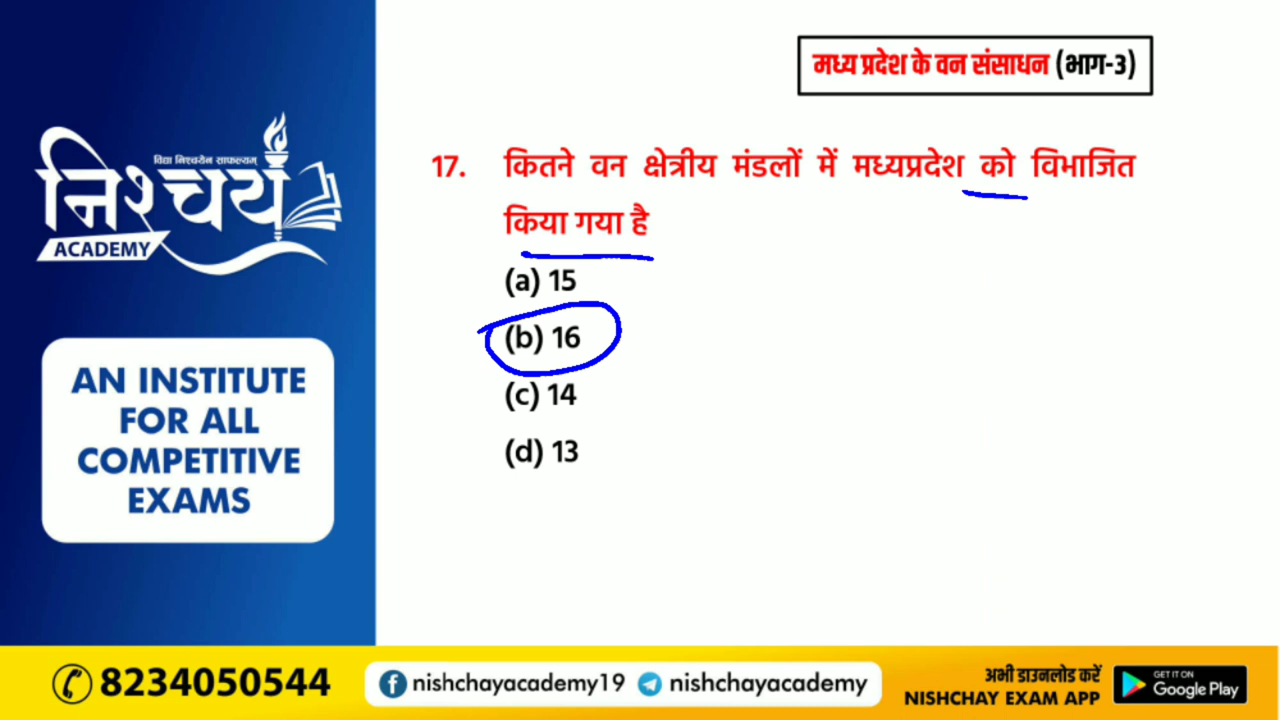 मध्य प्रदेश के वन संसाधन (भाग-3)
विद्या निश्चयेन साफल्यम्
निश्चय
ACADEMY
AN INSTITUTE
FOR ALL
COMPETITIVE
EXAMS
17. कितने वन क्षेत्रीय मंडलों में मध्यप्रदेश को विभाजित
किया गया है
(a) 15
(b) 16
(c) 14
(d) 13
8234050544
nishchayacademy19 nishchayacademy
अभी डाउनलोड करें
NISHCHAY EXAM APP
GET IT ON
Google Play